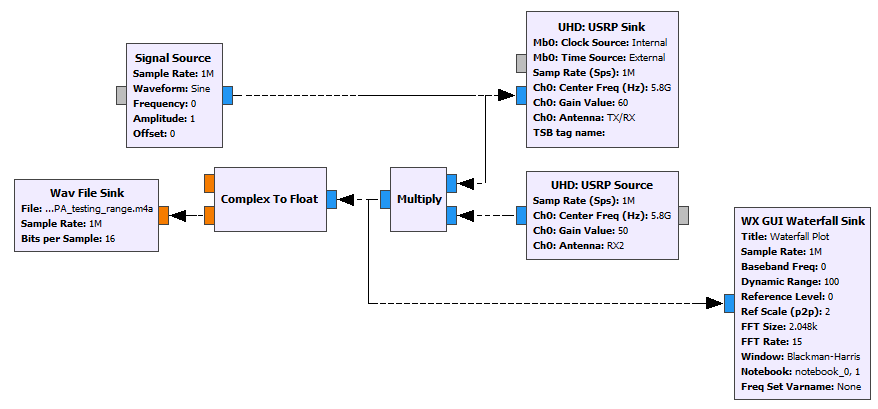 Signal Source
Sample Rate: 1M
Waveform: Sine
Frequency: 0
Amplitude: 1
Offset: 0
UHD: USRP Sink
Mb0: Clock Source: Internal
Mb0: Time Source: External
Samp Rate (Sps): 1M
Ch0: Center Freq (Hz): 5.8G
Ch0: Gain Value: 60
Ch0: Antenna: TX/RX
TSB tag name:
Wav File Sink
File: ...PA_testing_range.m4a
Sample Rate: 1M
Bits per Sample: 16
Complex To Float
Multiply
UHD: USRP Source
Samp Rate (Sps): 1M
Ch0: Center Freq (Hz): 5.8G
Ch0: Gain Value: 50
Ch0: Antenna: RX2
WX GUI Waterfall Sink
Title: Waterfall Plot
Sample Rate: 1M
Baseband Freq: 0
Dynamic Range: 100
Reference Level: 0
Ref Scale (p2p): 2
FFT Size: 2.048k
FFT Rate: 15
Window: Blackman-Harris
Notebook: notebook_0, 1
Freq Set Varname: None